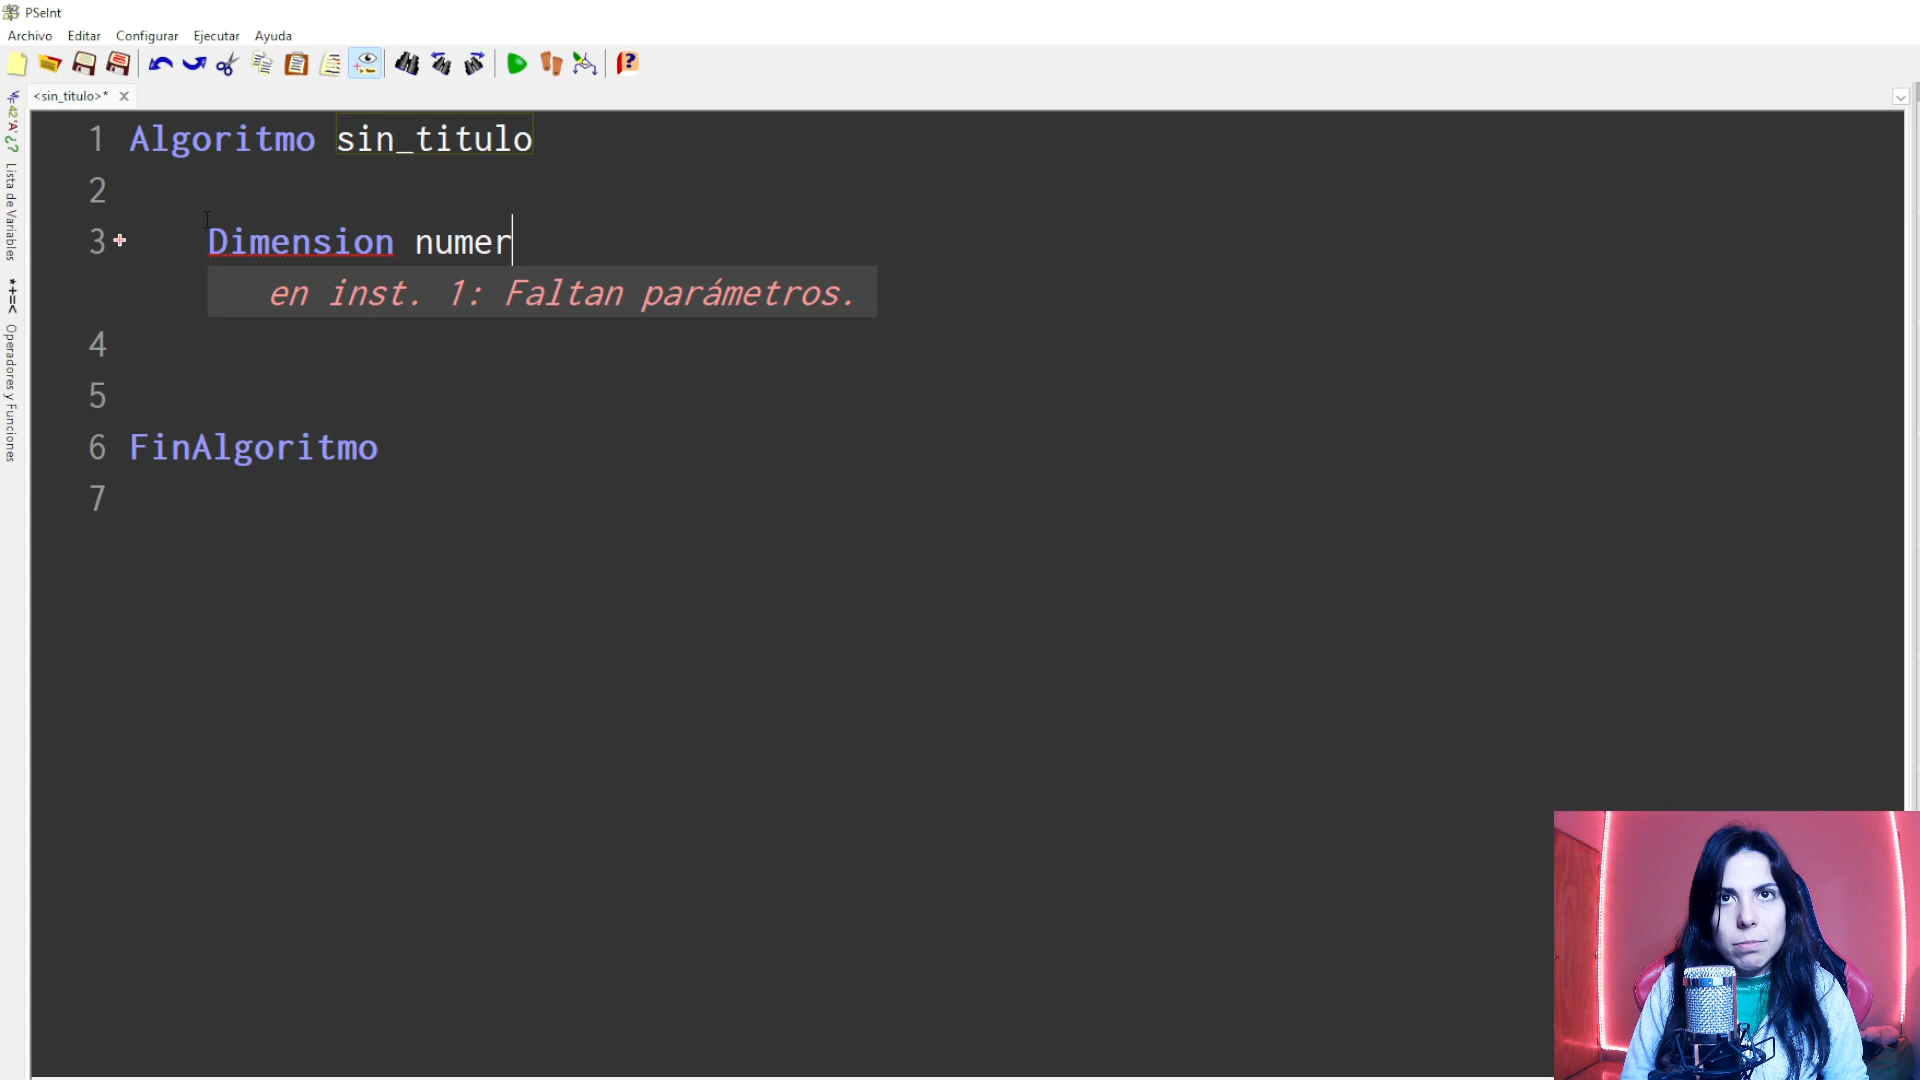 PSeInt
Archivo Editar Configurar Ejecutar Ayuda
<sin_titulo>*
1 Algoritmo sin_titulo
2
3 Dimension numer
en inst. 1: Faltan parámetros.
4
5
6 FinAlgoritmo
7
42 'A' ¿? Lista de Variables
*+=< Operadores y Funciones